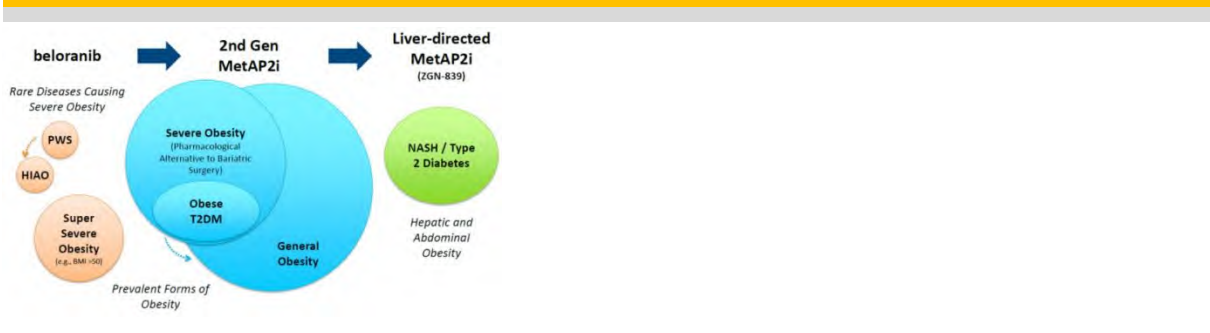 beloranib
2nd Gen
MetAP2i
Liver-directed
MetAP2i
(ZGN-839)
Rare Diseases Causing
Severe Obesity
PWS
HIAO
Super
Severe
Obesity
(e.g., BMI >50)
Severe Obesity
(Pharmacological
Alternative to Bariatric
Surgery)
Obese
T2DM
General
Obesity
Prevalent Forms of
Obesity
NASH / Type
2 Diabetes
Hepatic and
Abdominal
Obesity